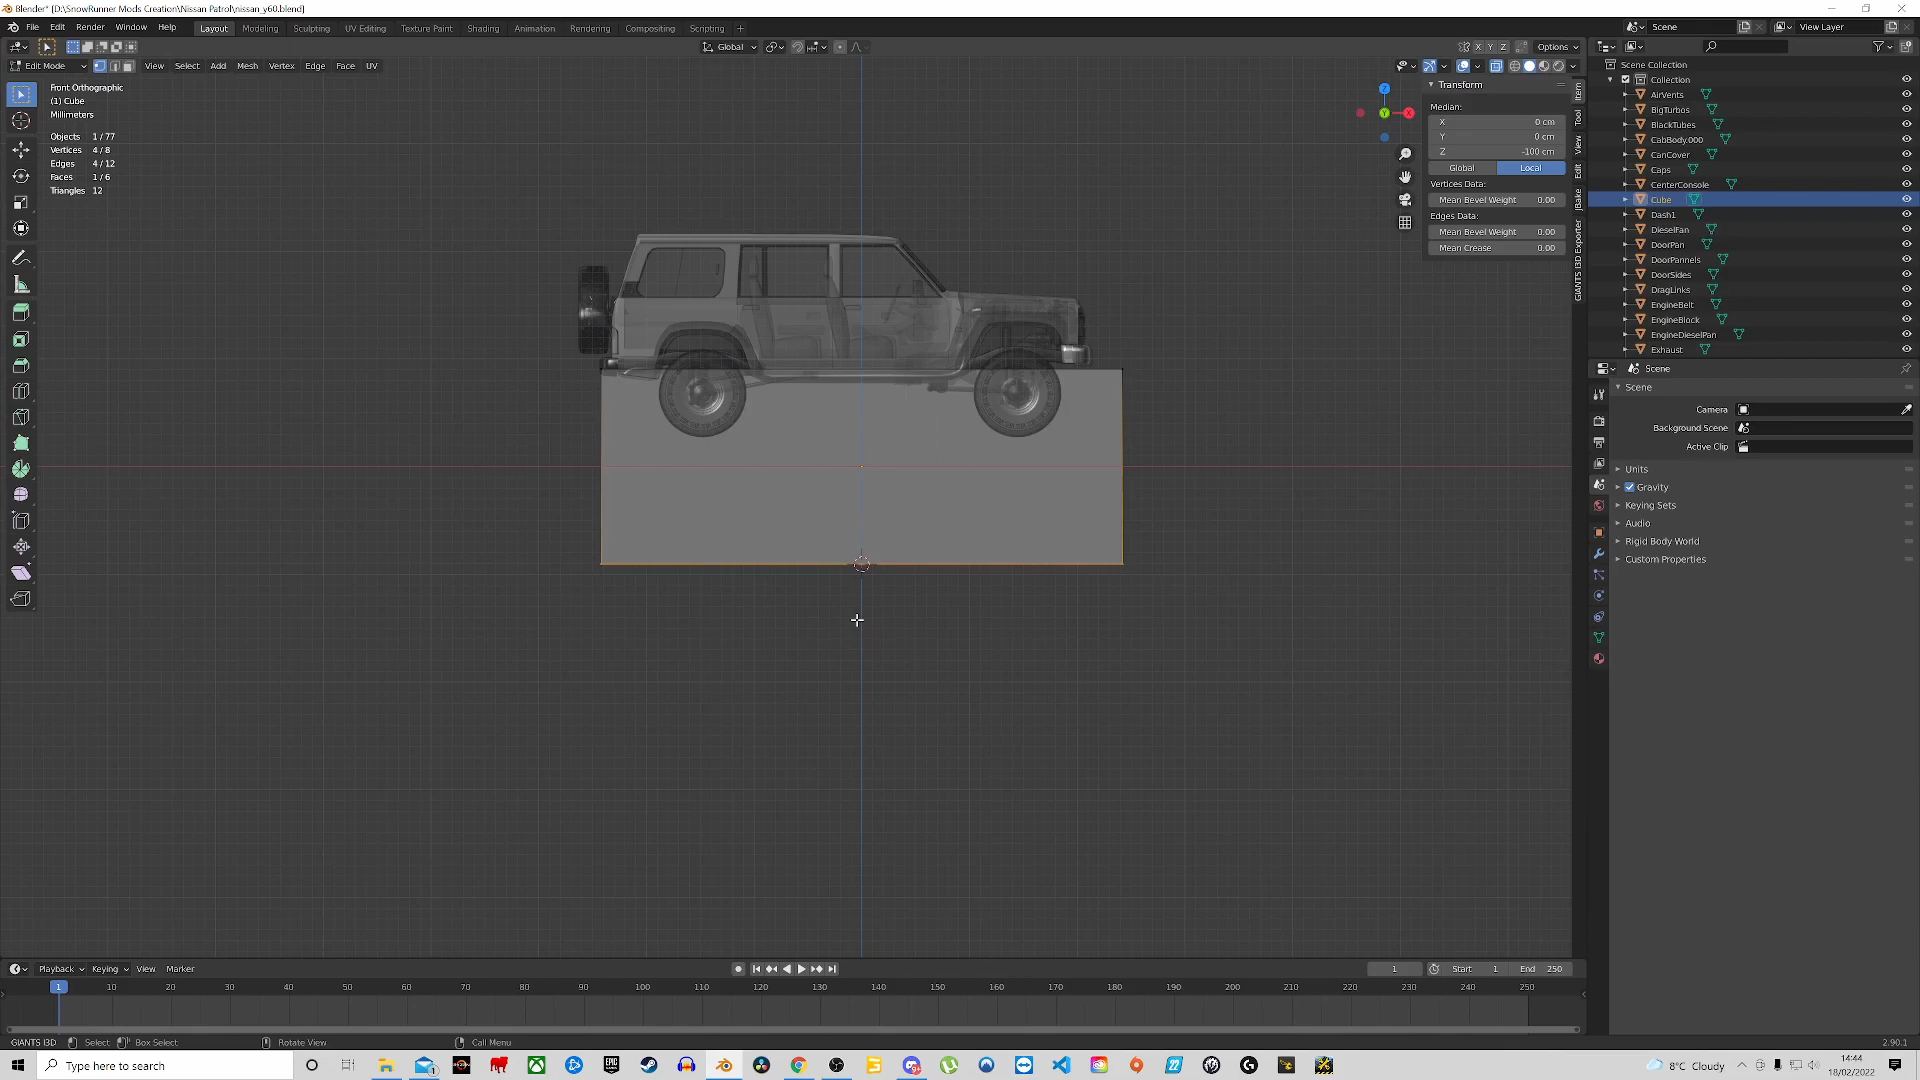 Blender* [D:\SnowRunner Mods Creation\Nissan Patrol\nissan_y60.blend]
File Edit Render Window Help Layout Modeling Sculpting UV Editing Texture Paint Shading Animation Rendering Compositing Scripting +
Scene View Layer
Global X Y Z Options
Edit Mode View Select Add Mesh Vertex Edge Face UV
Front Orthographic
(1) Cube
Millimeters
Objects 1 / 77
Vertices 4 / 8
Edges 4 / 12
Faces 1 / 6
Triangles 12
Z
Transform
Median:
X 0 cm
Y 0 cm
Z -100 cm
Global Local
Vertices Data:
Mean Bevel Weight 0.00
Edges Data:
Mean Bevel Weight 0.00
Mean Crease 0.00
Item
Tool
View
Edit
JBake
GIANTS I3D Exporter
Scene Collection
Collection
AirVents
BigTurbos
BlackTubes
CabBody.000
CanCover
Caps
CenterConsole
Cube
Dash1
DieselFan
DoorPan
DoorPannels
DoorSides
DragLinks
EngineBelt
EngineBlock
EngineDieselPan
Exhaust
Scene
Scene
Camera
Background Scene
Active Clip
Units
Gravity
Keying Sets
Audio
Rigid Body World
Custom Properties
Playback Keying View Marker
1 Start 1 End 250
1 10 20 30 40 50 60 70 80 90 100 110 120 130 140 150 160 170 180 190 200 210 220 230 240 250
GIANTS I3D Select Box Select Rotate View Call Menu
2.90.1
Type here to search
8°C Cloudy
14:44
18/02/2022